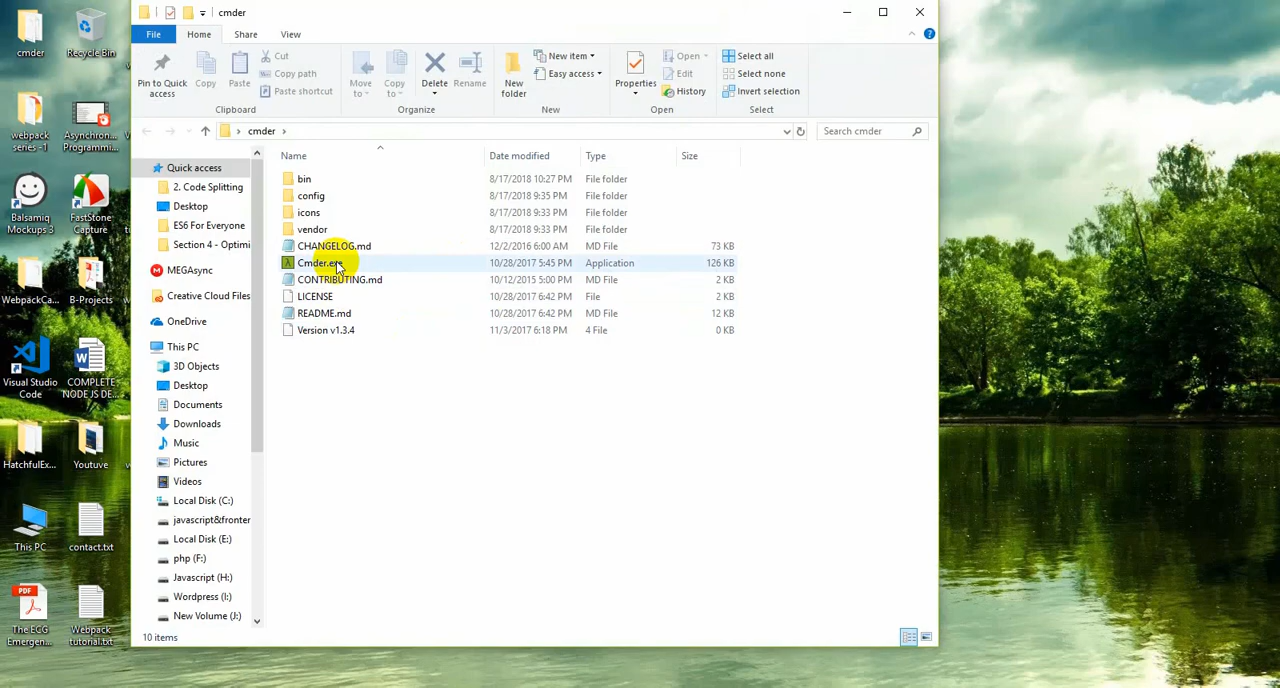 cmder
File
Home
Share
View
Pin to Quick
access
Copy
Paste
Cut
Copy path
Paste shortcut
Clipboard
Move
to
Copy
to
Delete
Rename
Organize
New
folder
New item
Easy access
New
Properties
Open
Edit
History
Open
Select all
Select none
Invert selection
Select
cmder
Search cmder
Name
Date modified
Type
Size
bin 8/17/2018 10:27 PM File folder
config 8/17/2018 9:35 PM File folder
icons 8/17/2018 9:33 PM File folder
vendor 8/17/2018 9:33 PM File folder
CHANGELOG.md 12/2/2016 6:00 AM MD File 73 KB
Cmder.exe 10/28/2017 5:45 PM Application 126 KB
CONTRIBUTING.md 10/12/2015 5:00 PM MD File 2 KB
LICENSE 10/28/2017 6:42 PM File 2 KB
README.md 10/28/2017 6:42 PM MD File 12 KB
Version v1.3.4 11/3/2017 6:18 PM 4 File 0 KB
Quick access
2. Code Splitting
Desktop
ES6 For Everyone
Section 4 - Optimi
MEGAsync
Creative Cloud Files
OneDrive
This PC
3D Objects
Desktop
Documents
Downloads
Music
Pictures
Videos
Local Disk (C:)
javascript&fronter
Local Disk (E:)
php (F:)
Javascript (H:)
Wordpress (I:)
New Volume (J:)
10 items
cmder
Recycle Bin
webpack
series -1
Asynchron...
Programmi...
Balsamiq
Mockups 3
FastStone
Capture
WebpackCa...
B-Projects
Visual Studio
Code
COMPLETE
NODE JS DE...
HatchfulEx...
Youtuve
This PC
contact.txt
PDF
The ECG
Emergen...
Webpack
tutorial.txt